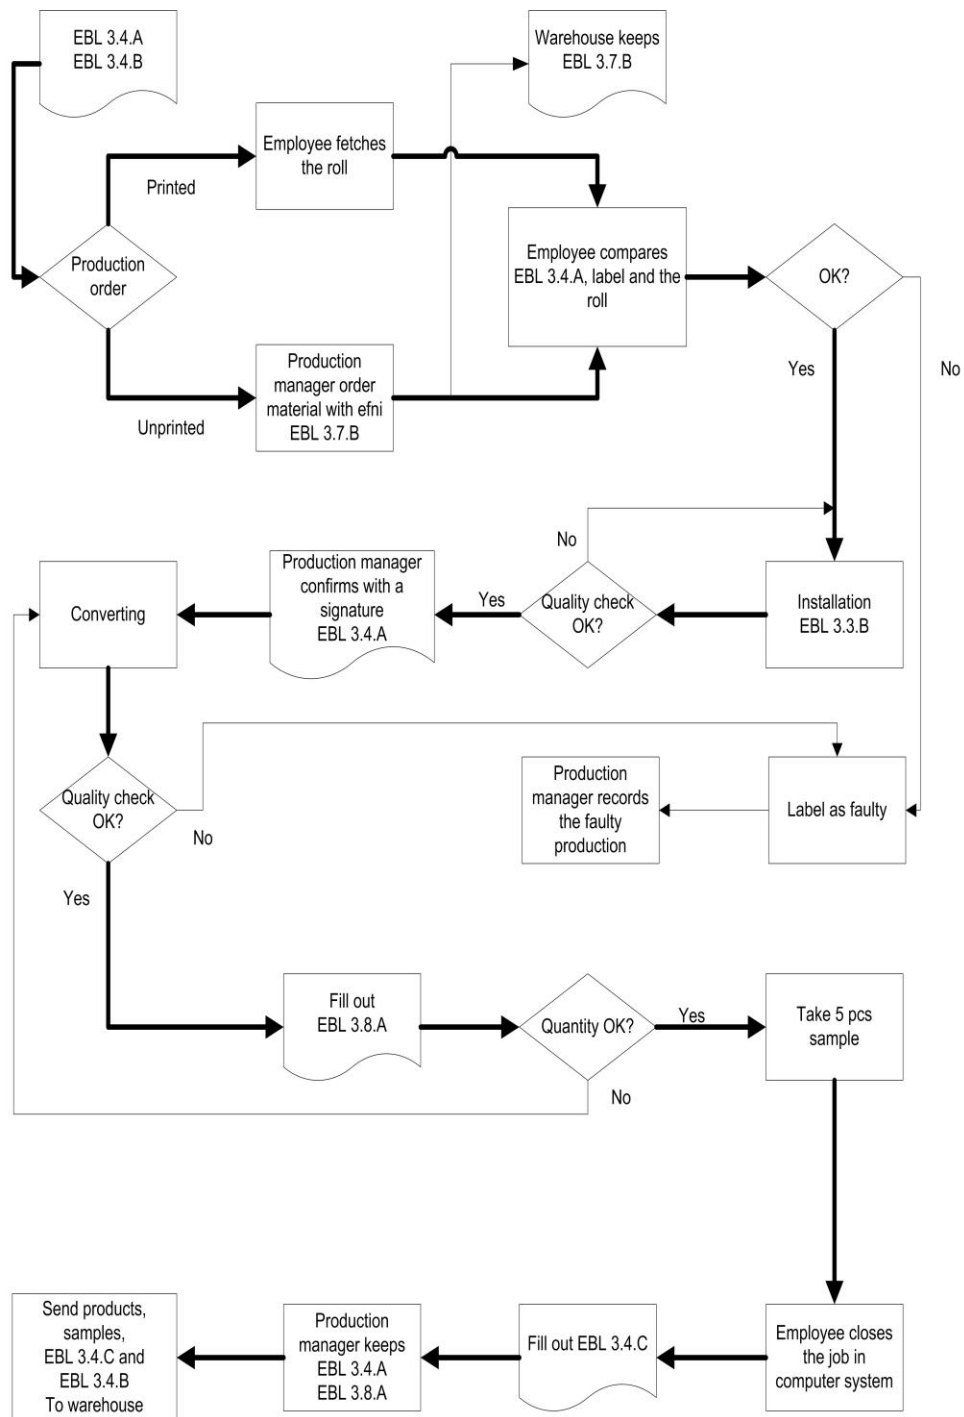 EBL 3.4.A
EBL 3.4.B
Warehouse keeps
EBL 3.7.B
Employee fetches
the roll
Printed
Production
order
Employee compares
EBL 3.4.A, label and the
roll
OK?
Yes
No
Production
manager order
material with efni
EBL 3.7.B
Unprinted
No
Converting
Production manager
confirms with a
signature
EBL 3.4.A
Yes
Quality check
OK?
Installation
EBL 3.3.B
Quality check
OK?
No
Yes
Production
manager records
the faulty
production
Label as faulty
Fill out
EBL 3.8.A
Quantity OK?
Yes
No
Take 5 pcs
sample
Send products,
samples,
EBL 3.4.C and
EBL 3.4.B
To warehouse
Production
manager keeps
EBL 3.4.A
EBL 3.8.A
Fill out EBL 3.4.C
Employee closes
the job in
computer system